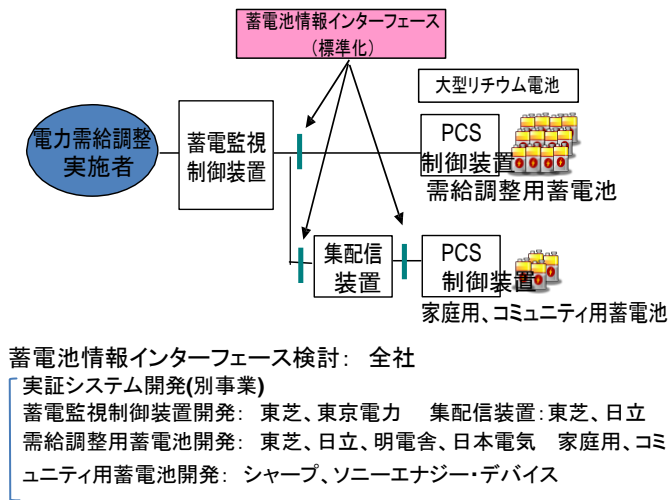 蓄電池情報インターフェース
(標準化)
大型リチウム電池
電力需給調整
実施者
蓄電監視
制御装置
PCS
制御装置
需給調整用蓄電池
集配信
装置
PCS
制御装置
家庭用、コミュニティ用蓄電池
蓄電池情報インターフェース検討： 全社
実証システム開発(別事業)
蓄電監視制御装置開発： 東芝、東京電力 集配信装置：東芝、日立
需給調整用蓄電池開発： 東芝、日立、明電舎、日本電気 家庭用、コミ
ュニティ用蓄電池開発： シャープ、ソニーエナジー・デバイス